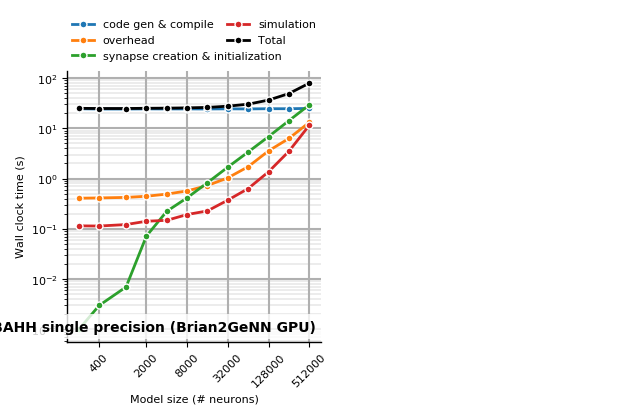 code gen & compile
overhead
synapse creation & initialization
simulation
Total
Wall clock time (s)
10²
10¹
10⁰
10⁻¹
10⁻²
BAHH single precision (Brian2GeNN GPU)
400
2000
8000
32000
128000
512000
Model size (# neurons)